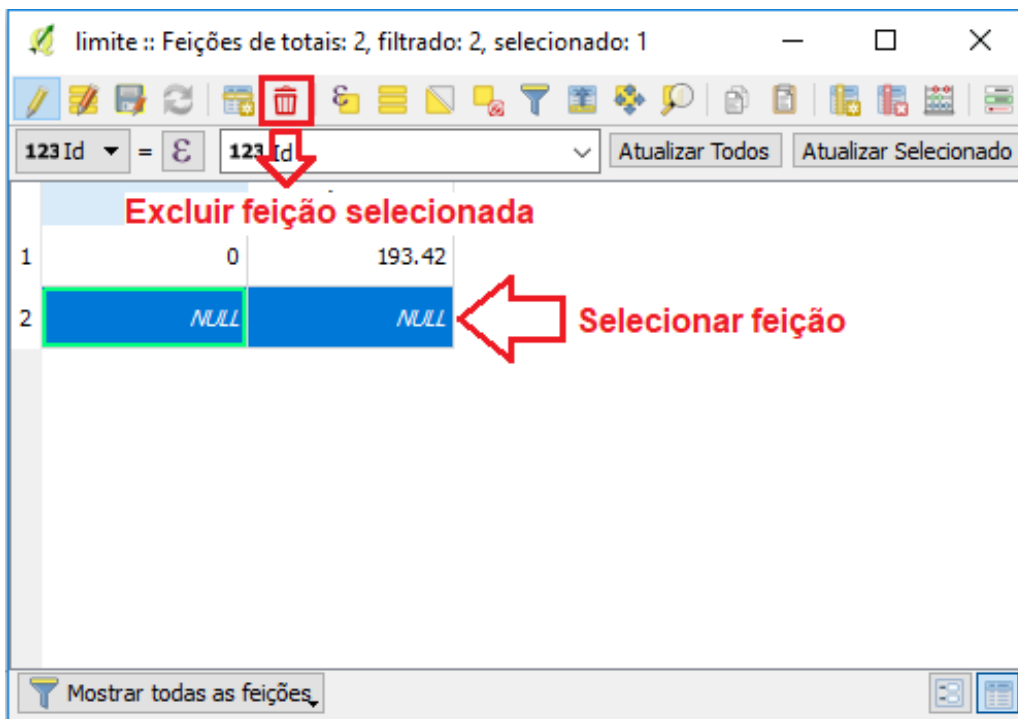 limite :: Feições de totais: 2, filtrado: 2, selecionado: 1
123 Id = ε 123 Id Atualizar Todos Atualizar Selecionado
Excluir feição selecionada
1 0 193.42
2 NULL NULL Selecionar feição
Mostrar todas as feições